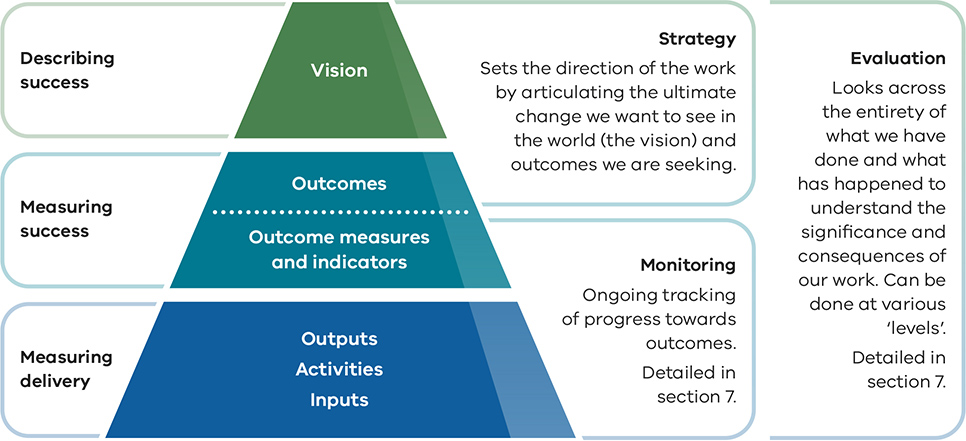 Describing
success
Measuring
success
Measuring
delivery
Vision
Outcomes
Outcome measures
and indicators
Outputs
Activities
Inputs
Strategy
Sets the direction of the work
by articulating the ultimate
change we want to see in
the world (the vision) and
outcomes we are seeking.
Monitoring
Ongoing tracking
of progress towards
outcomes.
Detailed in
section 7.
Evaluation
Looks across
the entirety of
what we have
done and what
has happened to
understand the
significance and
consequences of
our work. Can be
done at various
‘levels’.
Detailed in
section 7.